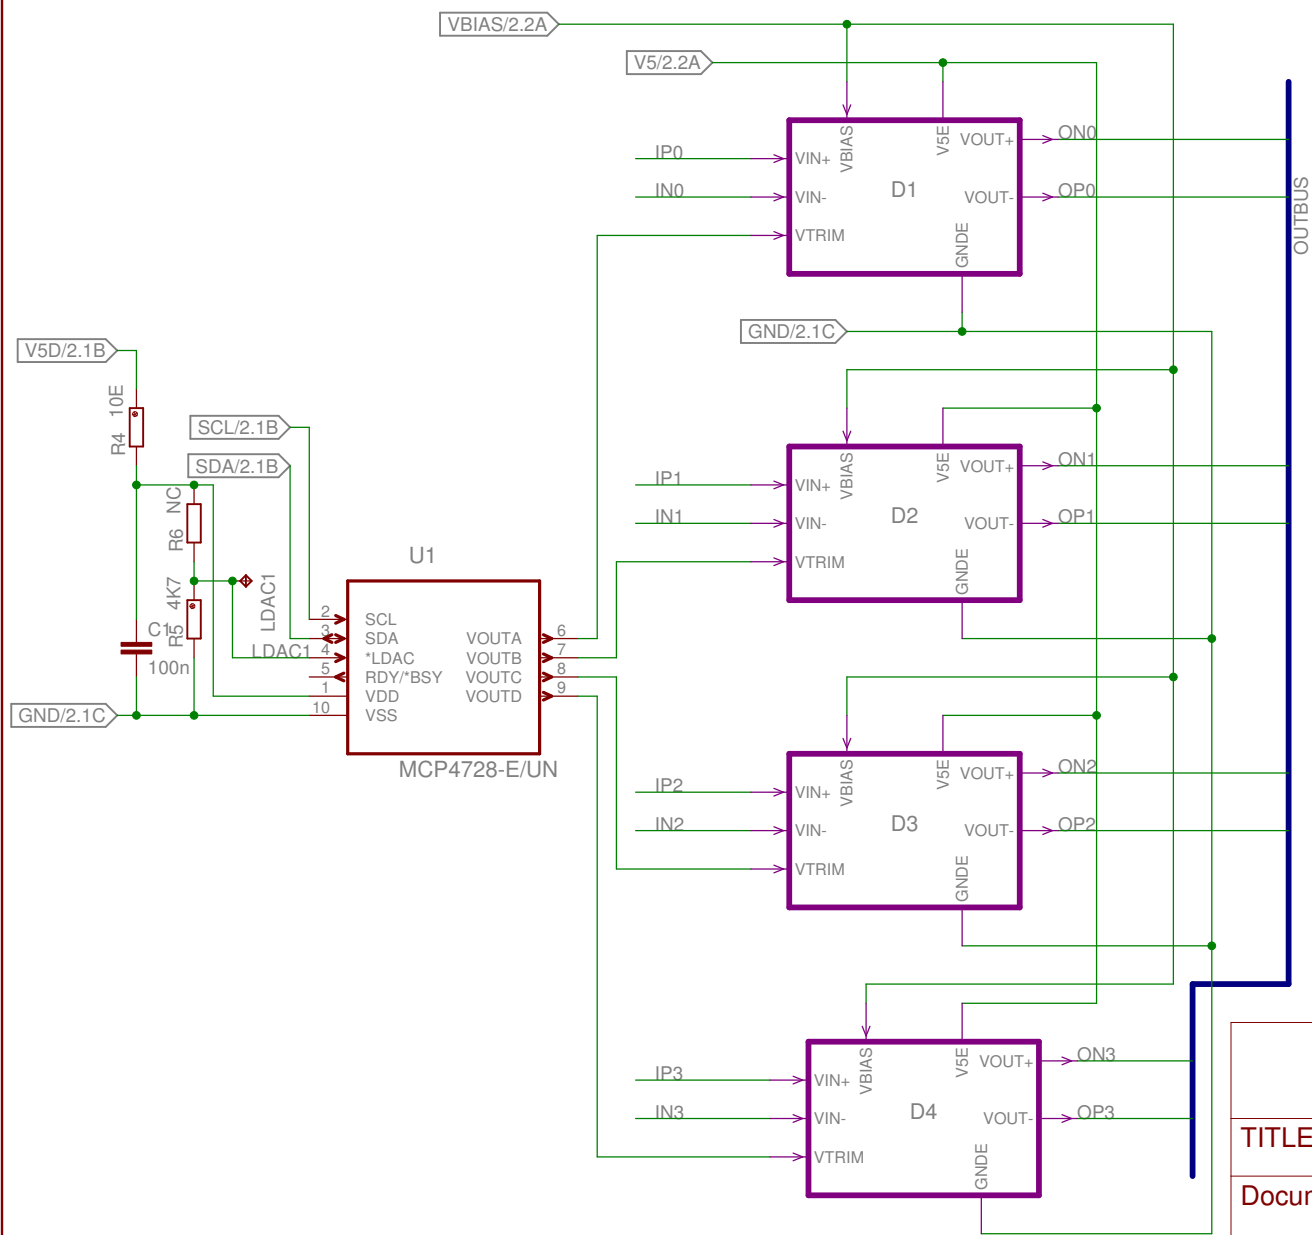 VBIAS/2.2A
V5/2.2A
VBIAS
V5E
VOUT+
ON0
IP0
VIN+
D1
IN0
VIN-
VOUT-
OP0
OUTBUS
VTRIM
GNDE
GND/2.1C
V5D/2.1B
10E
R4
SCL/2.1B
SDA/2.1B
VBIAS
V5E
VOUT+
ON1
IP1
VIN+
D2
IN1
VIN-
VOUT-
OP1
VTRIM
GNDE
NC
R6
4K7
R5
LDAC1
C1
100n
LDAC1
U1
2 SCL
3 SDA VOUTA 6
4 *LDAC VOUTB 7
5 RDY/*BSY VOUTC 8
1 VDD VOUTD 9
10 VSS
GND/2.1C
MCP4728-E/UN
VBIAS
V5E
VOUT+
ON2
IP2
VIN+
D3
IN2
VIN-
VOUT-
OP2
VTRIM
GNDE
VBIAS
V5E
VOUT+
ON3
IP3
VIN+
D4
IN3
VIN-
VOUT-
OP3
VTRIM
GNDE
TITLE
Docum